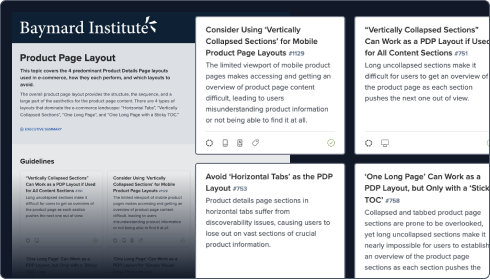 Baymard Institute
Product Page Layout
This topic covers the 4 predominant Product Details Page layouts
used in e-commerce, how they each perform, and which layouts to
avoid.
The overall product page layout provides the structure, the sequence, and a
large part of the aesthetics for the product page content. There are 4 types of
layouts that dominate the e-commerce landscape: "Horizontal Tabs", "Vertically
Collapsed Sections", "One Long Page", and "One Long Page with a Sticky TOC."
EXECUTIVE SUMMARY
Guidelines
"Vertically Collapsed Sections"
Can Work as a PDP Layout if Used
for All Content Sections #751
Long uncollapsed sections make it
difficult for users to get an overview of
the product page as each section
pushes the next one out of view.
Consider Using 'Vertically
Collapsed Sections' for Mobile
Product Page Layouts #1129
The limited viewport of mobile product
pages makes accessing and getting an
overview of product page content
difficult, leading to users
misunderstanding product information
or not being able to find it at all.
'One Long Page' Can Work as a
'One Long Page' Can Work as a
Consider Using ‘Vertically
Collapsed Sections’ for Mobile
Product Page Layouts #1129
The limited viewport of mobile product
pages makes accessing and getting an
overview of product page content
difficult, leading to users
misunderstanding product information
or not being able to find it at all.
“Vertically Collapsed Sections”
Can Work as a PDP Layout if Used
for All Content Sections #751
Long uncollapsed sections make it
difficult for users to get an overview of
the product page as each section
pushes the next one out of view.
Avoid ‘Horizontal Tabs’ as the PDP
Layout #753
Product details page sections in
horizontal tabs suffer from
discoverability issues, causing users to
lose out on vast sections of crucial
product information.
‘One Long Page’ Can Work as a
PDP Layout, but Only with a ‘Stick
TOC’ #758
Collapsed and tabbed product page
sections are prone to be overlooked,
yet long uncollapsed sections make it
nearly impossible for users to establish
an overview of the product page
sections as each section pushes the